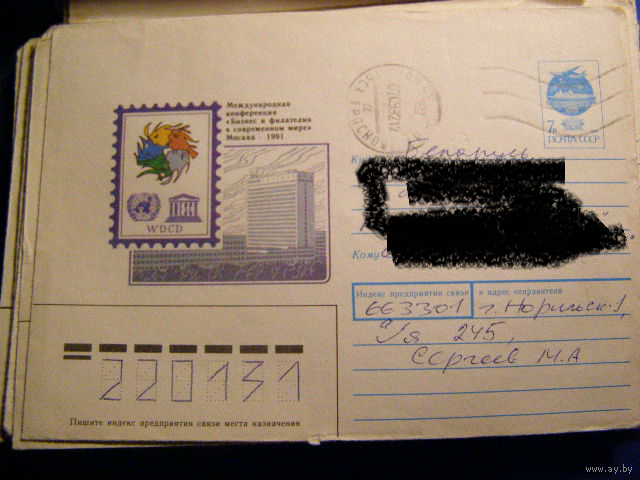 Международная
конференция
«Бизнес и филателия
в современном мире»
Москва - 1991
WDCD
7к
ПОЧТА СССР
Беларусь
Кому
Индекс предприятия связи и адрес отправителя
663301 г. Норильск-1,
а/я 245,
Сергеев М.А
220131
Пишите индекс предприятия связи места назначения
www.ay.by